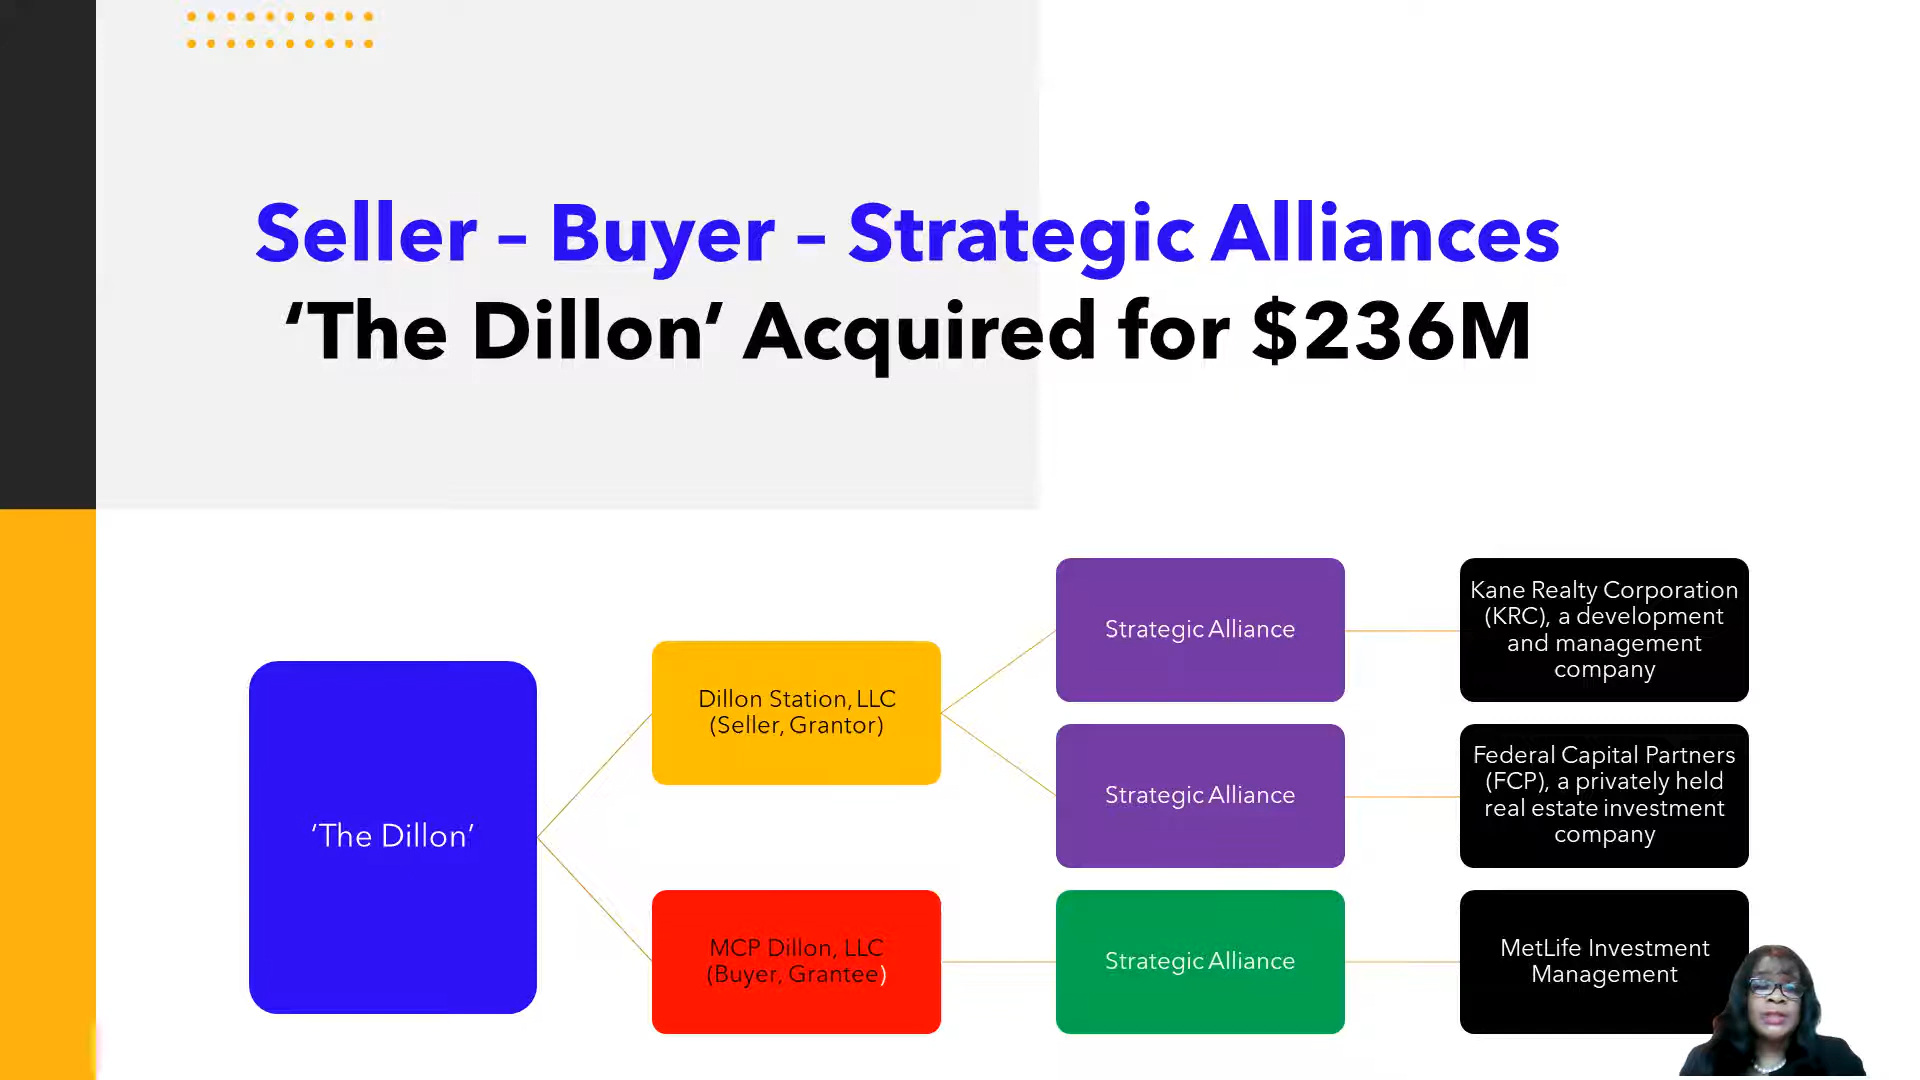 Seller – Buyer – Strategic Alliances
‘The Dillon’ Acquired for $236M
‘The Dillon’
Dillon Station, LLC
(Seller, Grantor)
MCP Dillon, LLC
(Buyer, Grantee)
Strategic Alliance
Strategic Alliance
Strategic Alliance
Kane Realty Corporation
(KRC), a development
and management
company
Federal Capital Partners
(FCP), a privately held
real estate investment
company
MetLife Investment
Management